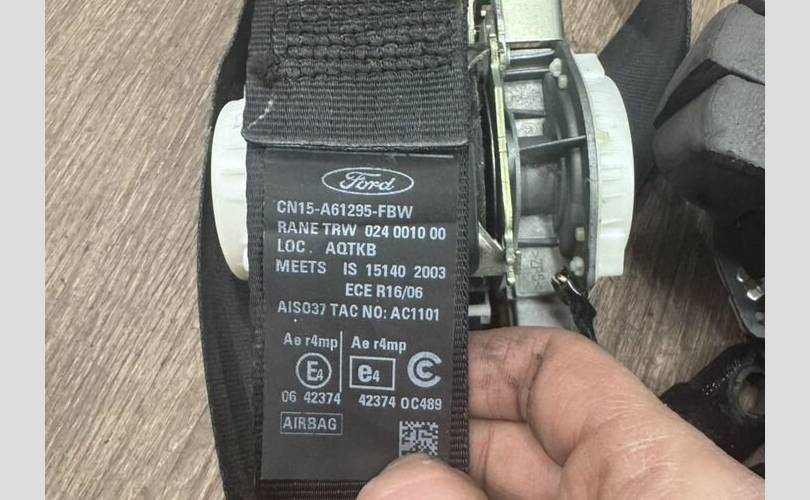 Ford
CN15-A61295-FBW
RANE TRW 024 0010 00
LOC. AQTKB
MEETS IS 15140 2003
ECE R16/06
AIS037 TAC NO: AC1101
Ae r4mp Ae r4mp
E4 e4 C
06 42374 42374 OC489
AIRBAG